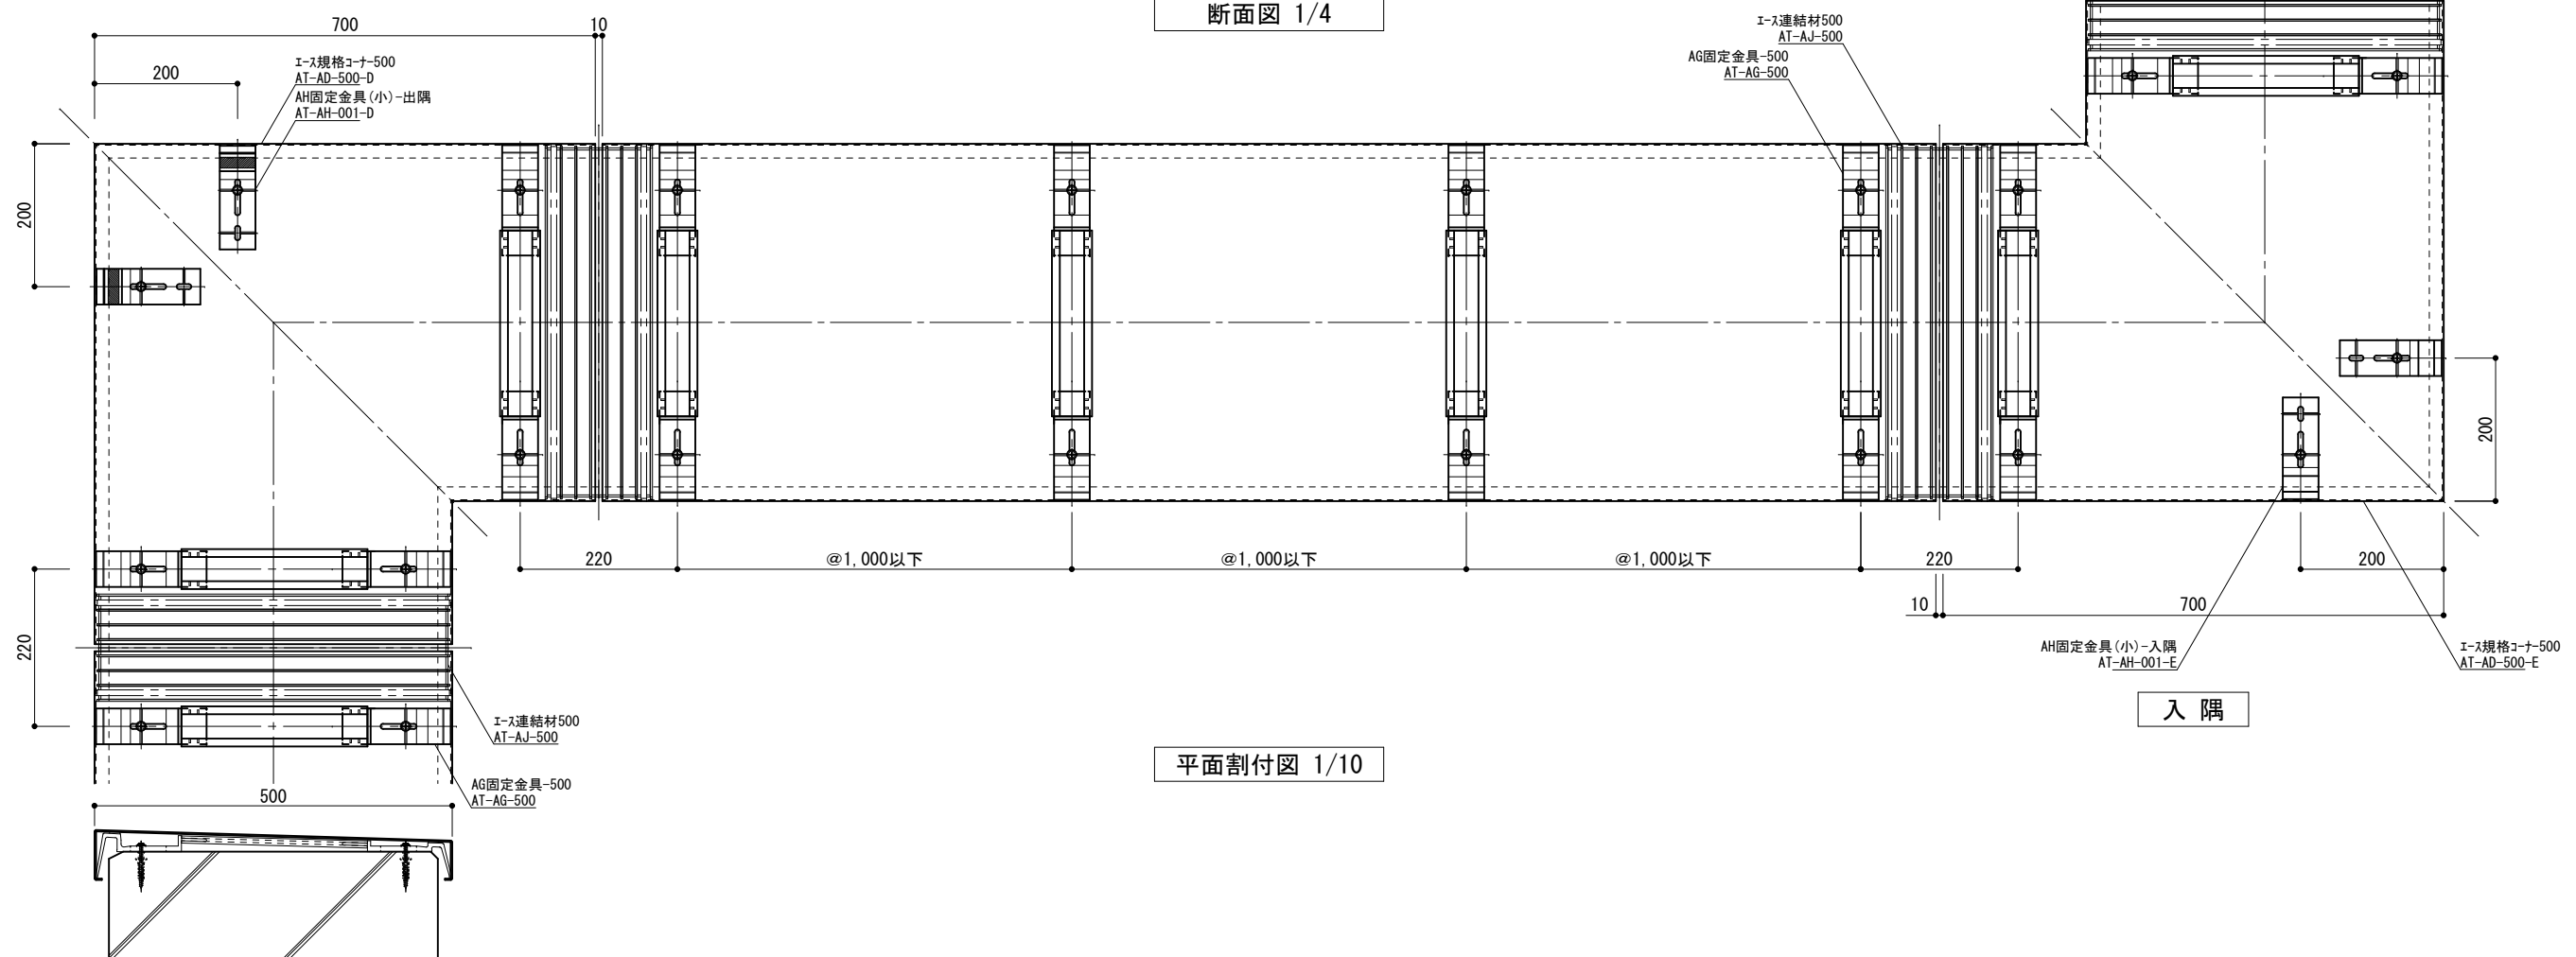 断面図 1/4
700
10
200
ｴｰｽ規格ｺｰﾅｰ500
AT-AD-500-D
AH固定金具(小)-出隅
AT-AH-001-D
ｴｰｽ連結材500
AT-AJ-500
AG固定金具-500
AT-AG-500
200
200
220
@1,000以下
@1,000以下
@1,000以下
220
200
10
700
220
AH固定金具(小)-入隅
AT-AH-001-E
ｴｰｽ規格ｺｰﾅｰ500
AT-AD-500-E
入 隅
ｴｰｽ連結材500
AT-AJ-500
平面割付図 1/10
AG固定金具-500
AT-AG-500
500